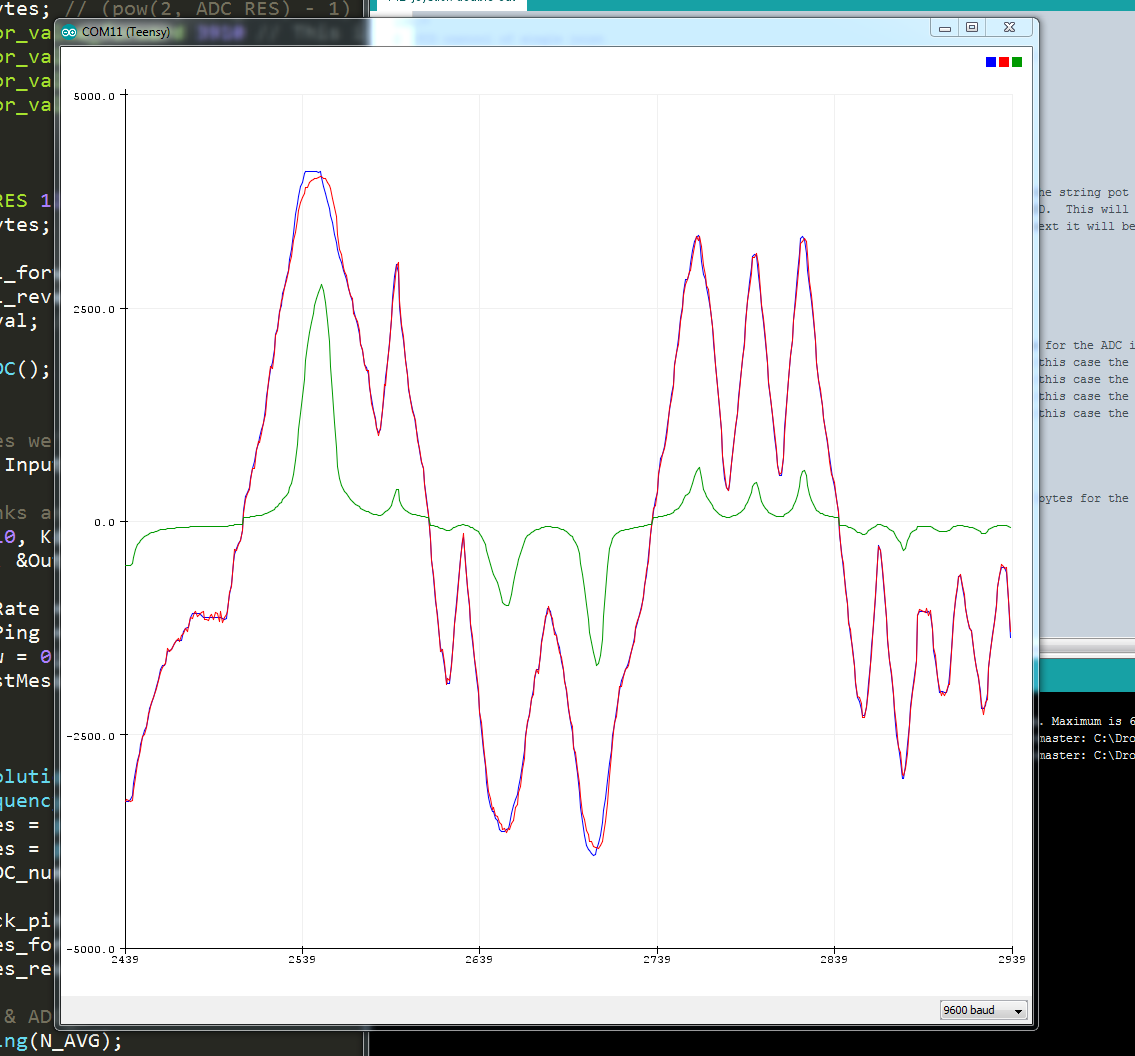 ytes; // (pow(2, ADC_RES) - 1)
COM11 (Teensy)
3910 // This i
or_va
or_va
or_va
or_va
RES 1
ytes;
_for
_rev
val;
DC();
es we
Inpu
nks a
10, K
&Ou
Rate
Ping
w = 0
stMes
oluti
quenc
es =
es =
DC_nu
ck_pi
es_fo
es_re
& AD
ing(N_AVG);
5000.0
2500.0
0.0
-2500.0
-5000.0
2439
2539
2639
2739
2839
2939
9600 baud
he string pot
D. This will
ext it will be
for the ADC i
this case the
this case the
this case the
this case the
bytes for the
. Maximum is 6
master: C:\Dro
master: C:\Dro